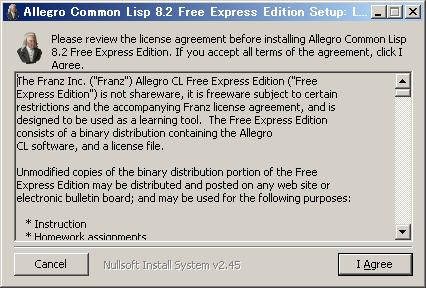 Allegro Common Lisp 8.2 Free Express Edition Setup: L...
Please review the license agreement before installing Allegro Common Lisp
8.2 Free Express Edition. If you accept all terms of the agreement, click I
Agree.
The Franz Inc. ("Franz") Allegro CL Free Express Edition ("Free
Express Edition") is not shareware, it is freeware subject to certain
restrictions and the accompanying Franz license agreement, and is
designed to be used as a learning tool. The Free Express Edition
consists of a binary distribution containing the Allegro
CL software, and a license file.
Unmodified copies of the binary distribution portion of the Free
Express Edition may be distributed and posted on any web site or
electronic bulletin board; and may be used for the following purposes:
* Instruction
* Homework assignments
Cancel
Nullsoft Install System v2.45
I Agree